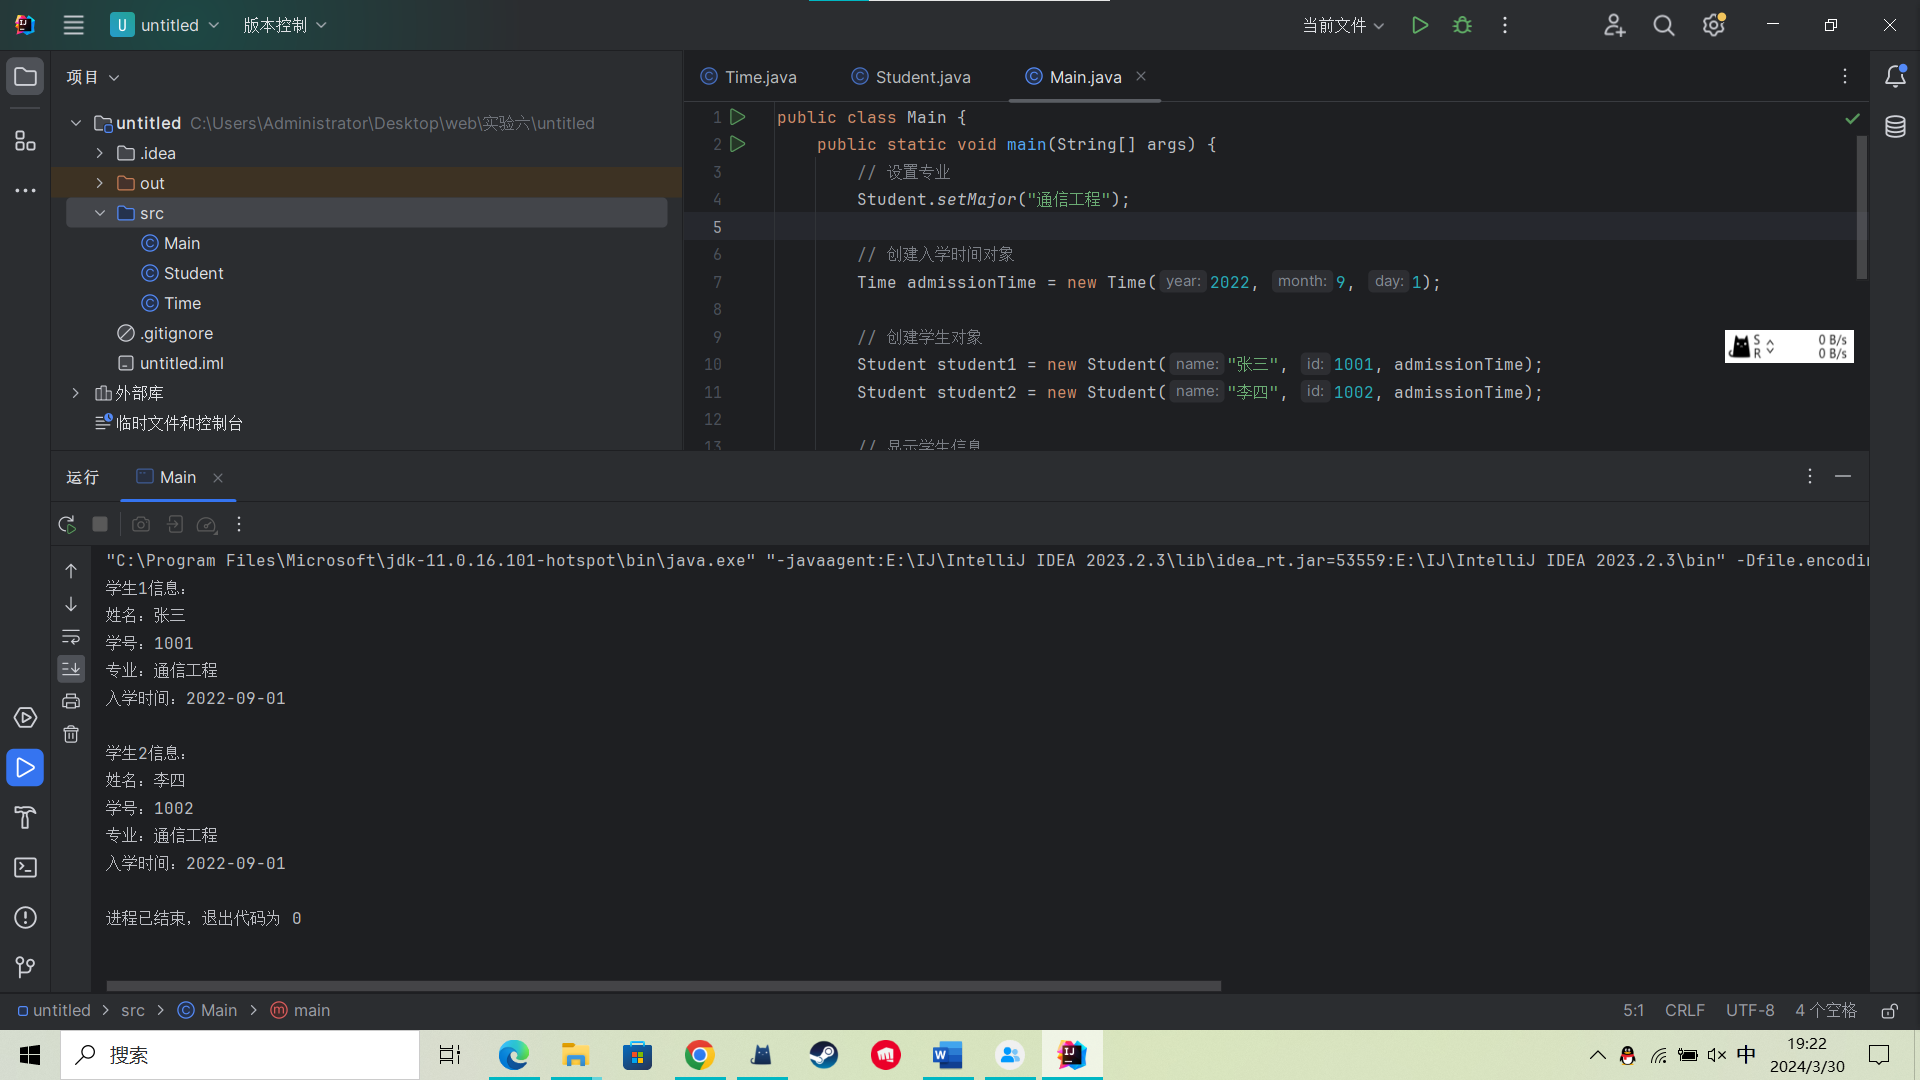 U untitled 版本控制 当前文件
项目
Time.java Student.java Main.java
untitled C:\Users\Administrator\Desktop\web\实验六\untitled
.idea
out
src
Main
Student
Time
.gitignore
untitled.iml
外部库
临时文件和控制台
1 public class Main {
2 public static void main(String[] args) {
3 // 设置专业
4 Student.setMajor("通信工程");
5
6 // 创建入学时间对象
7 Time admissionTime = new Time( year: 2022, month: 9, day: 1);
8
9 // 创建学生对象
10 Student student1 = new Student( name: "张三", id: 1001, admissionTime);
11 Student student2 = new Student( name: "李四", id: 1002, admissionTime);
12
13 // 显示学生信息
S 0 B/s
R 0 B/s
运行 Main
"C:\Program Files\Microsoft\jdk-11.0.16.101-hotspot\bin\java.exe" "-javaagent:E:\IJ\IntelliJ IDEA 2023.2.3\lib\idea_rt.jar=53559:E:\IJ\IntelliJ IDEA 2023.2.3\bin" -Dfile.encodin
学生1信息:
姓名: 张三
学号: 1001
专业: 通信工程
入学时间: 2022-09-01
学生2信息:
姓名: 李四
学号: 1002
专业: 通信工程
入学时间: 2022-09-01
进程已结束，退出代码为 0
untitled src Main main 5:1 CRLF UTF-8 4 个空格
搜索 中 19:22
2024/3/30